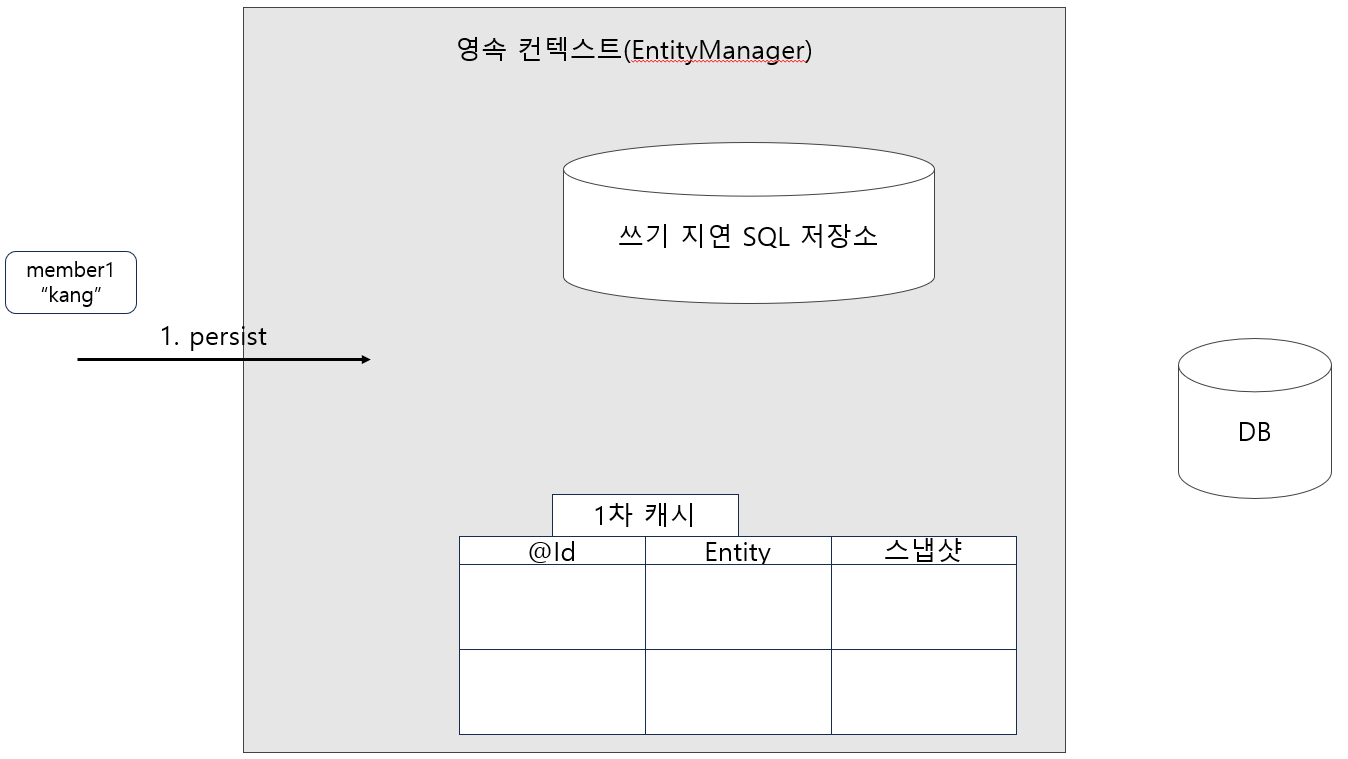 영속 컨텍스트(EntityManager)
쓰기 지연 SQL 저장소
member1
“kang”
1. persist
DB
1차 캐시
@Id Entity 스냅샷